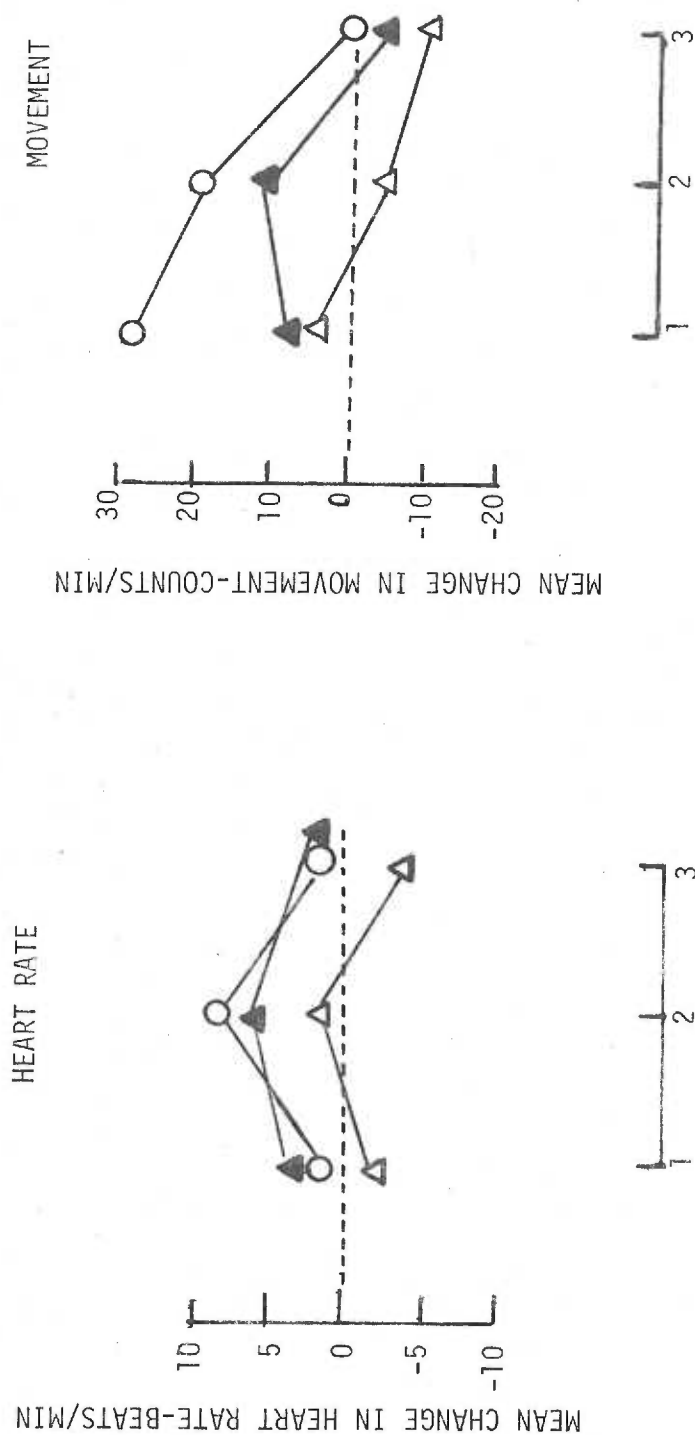 HEART RATE
MEAN CHANGE IN HEART RATE-BEATS/MIN
10
5
0
-5
-10
1 2 3
MOVEMENT
MEAN CHANGE IN MOVEMENT-COUNTS/MIN
30
20
10
0
-10
-20
1 2 3